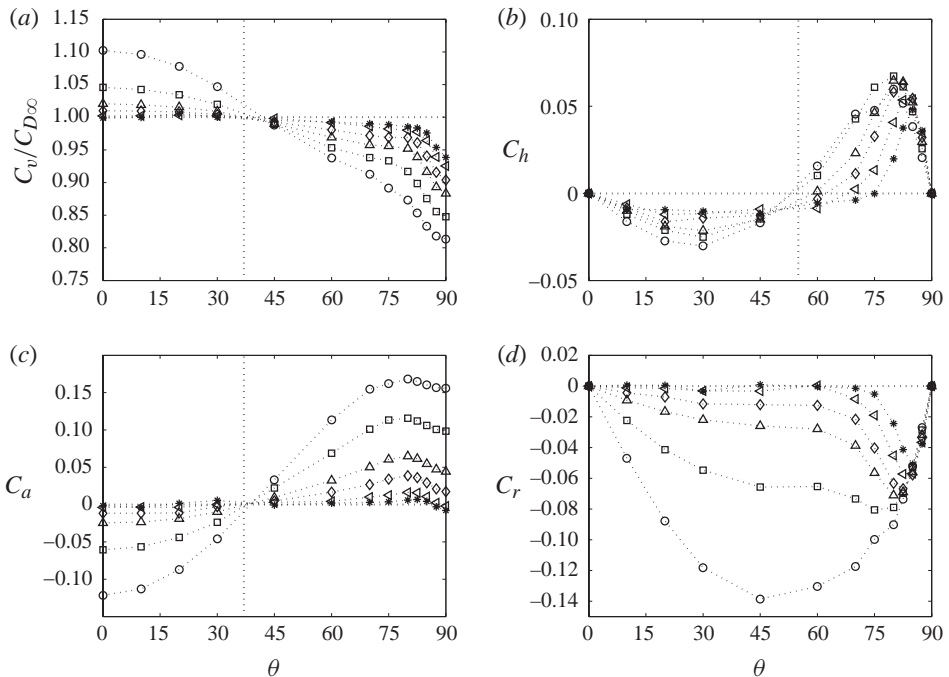 (a)
1.15
1.10
1.05
1.00
0.95
0.90
0.85
0.80
0.75
C_v/C_{D∞}
0 15 30 45 60 75 90
(b)
0.10
0.05
0
−0.05
C_h
0 15 30 45 60 75 90
(c)
0.15
0.10
0.05
0
−0.05
−0.10
C_a
0 15 30 45 60 75 90
θ
(d)
0.02
0
−0.02
−0.04
−0.06
−0.08
−0.10
−0.12
−0.14
C_r
0 15 30 45 60 75 90
θ